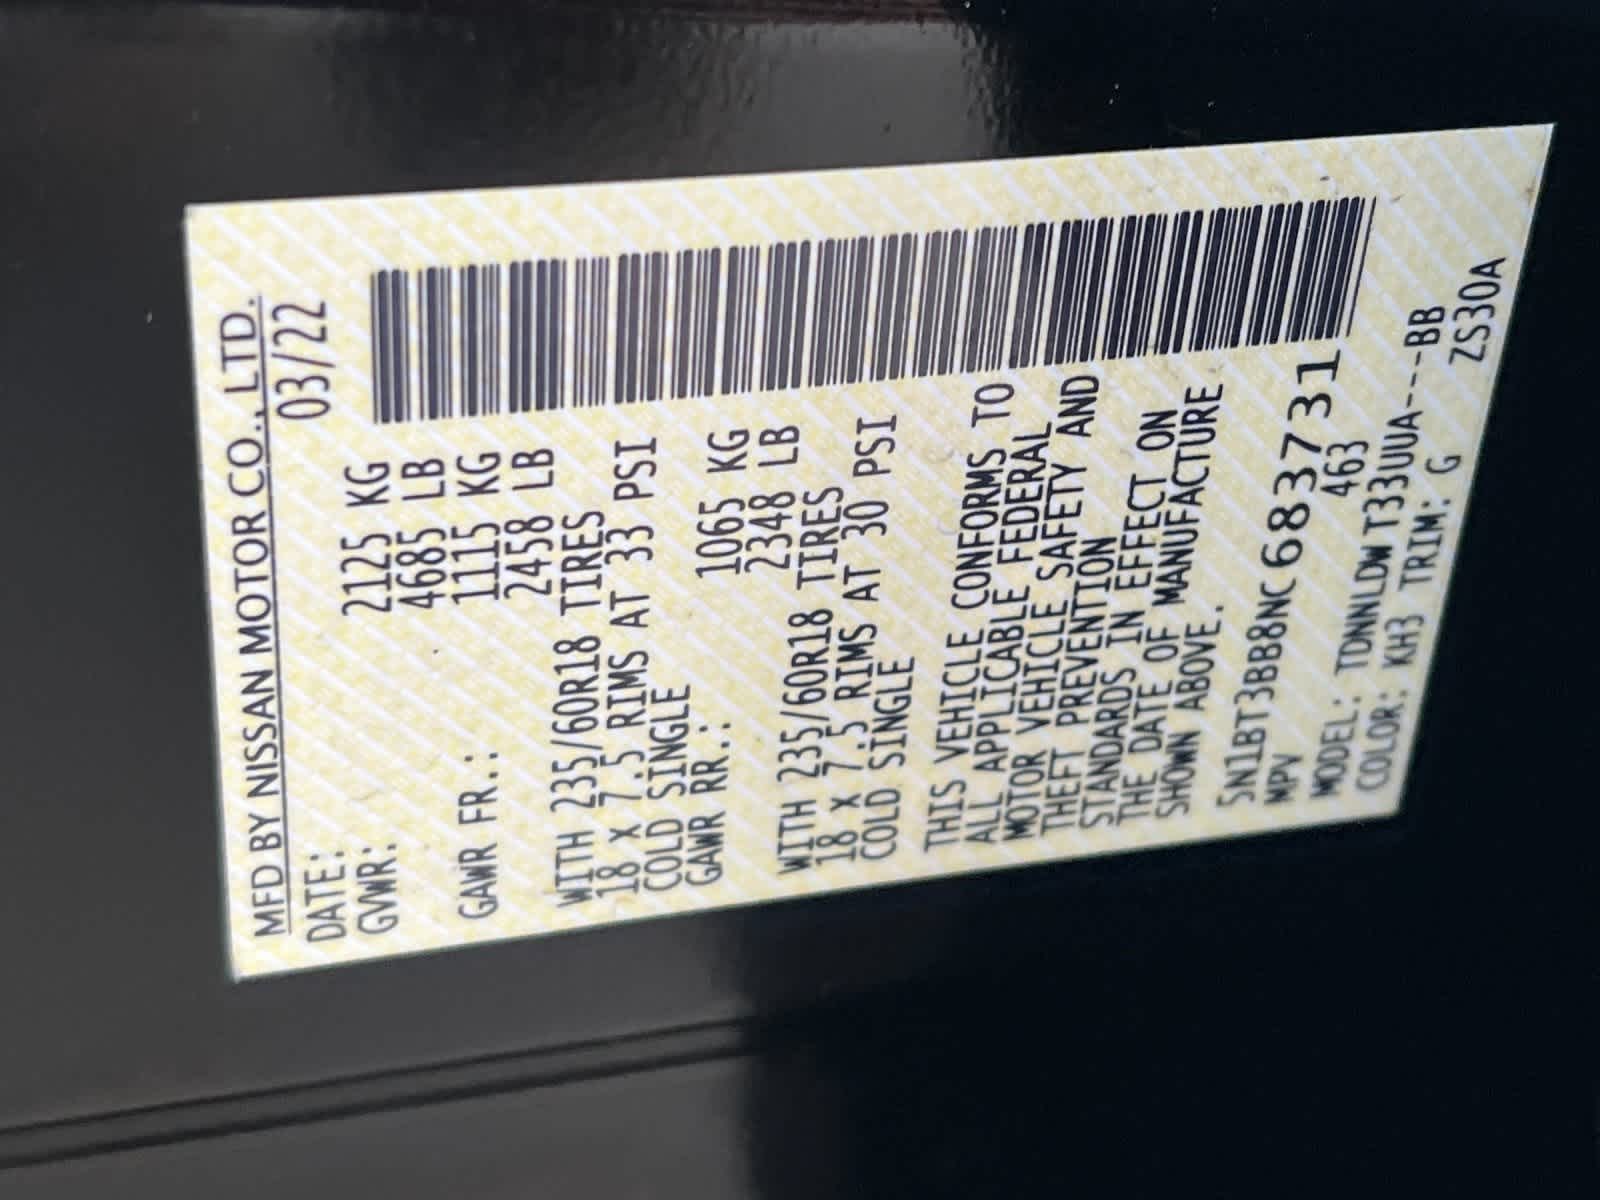 MFD BY NISSAN MOTOR CO., LTD.
DATE: 03/22
GVWR: 2125 KG
4685 LB
GAWR FR.: 1115 KG
2458 LB
WITH 235/60R18 TIRES
18 X 7.5 RIMS AT 33 PSI
COLD SINGLE
GAWR RR.: 1065 KG
2348 LB
WITH 235/60R18 TIRES
18 X 7.5 RIMS AT 30 PSI
COLD SINGLE
THIS VEHICLE CONFORMS TO
ALL APPLICABLE FEDERAL
MOTOR VEHICLE SAFETY AND
THEFT PREVENTION
STANDARDS IN EFFECT ON
THE DATE OF MANUFACTURE
SHOWN ABOVE.
5N1BT3BB8NC683731
MPV 463
MODEL: TDNNLDW T33UUA---BB
COLOR: KH3 TRIM: G ZS30A